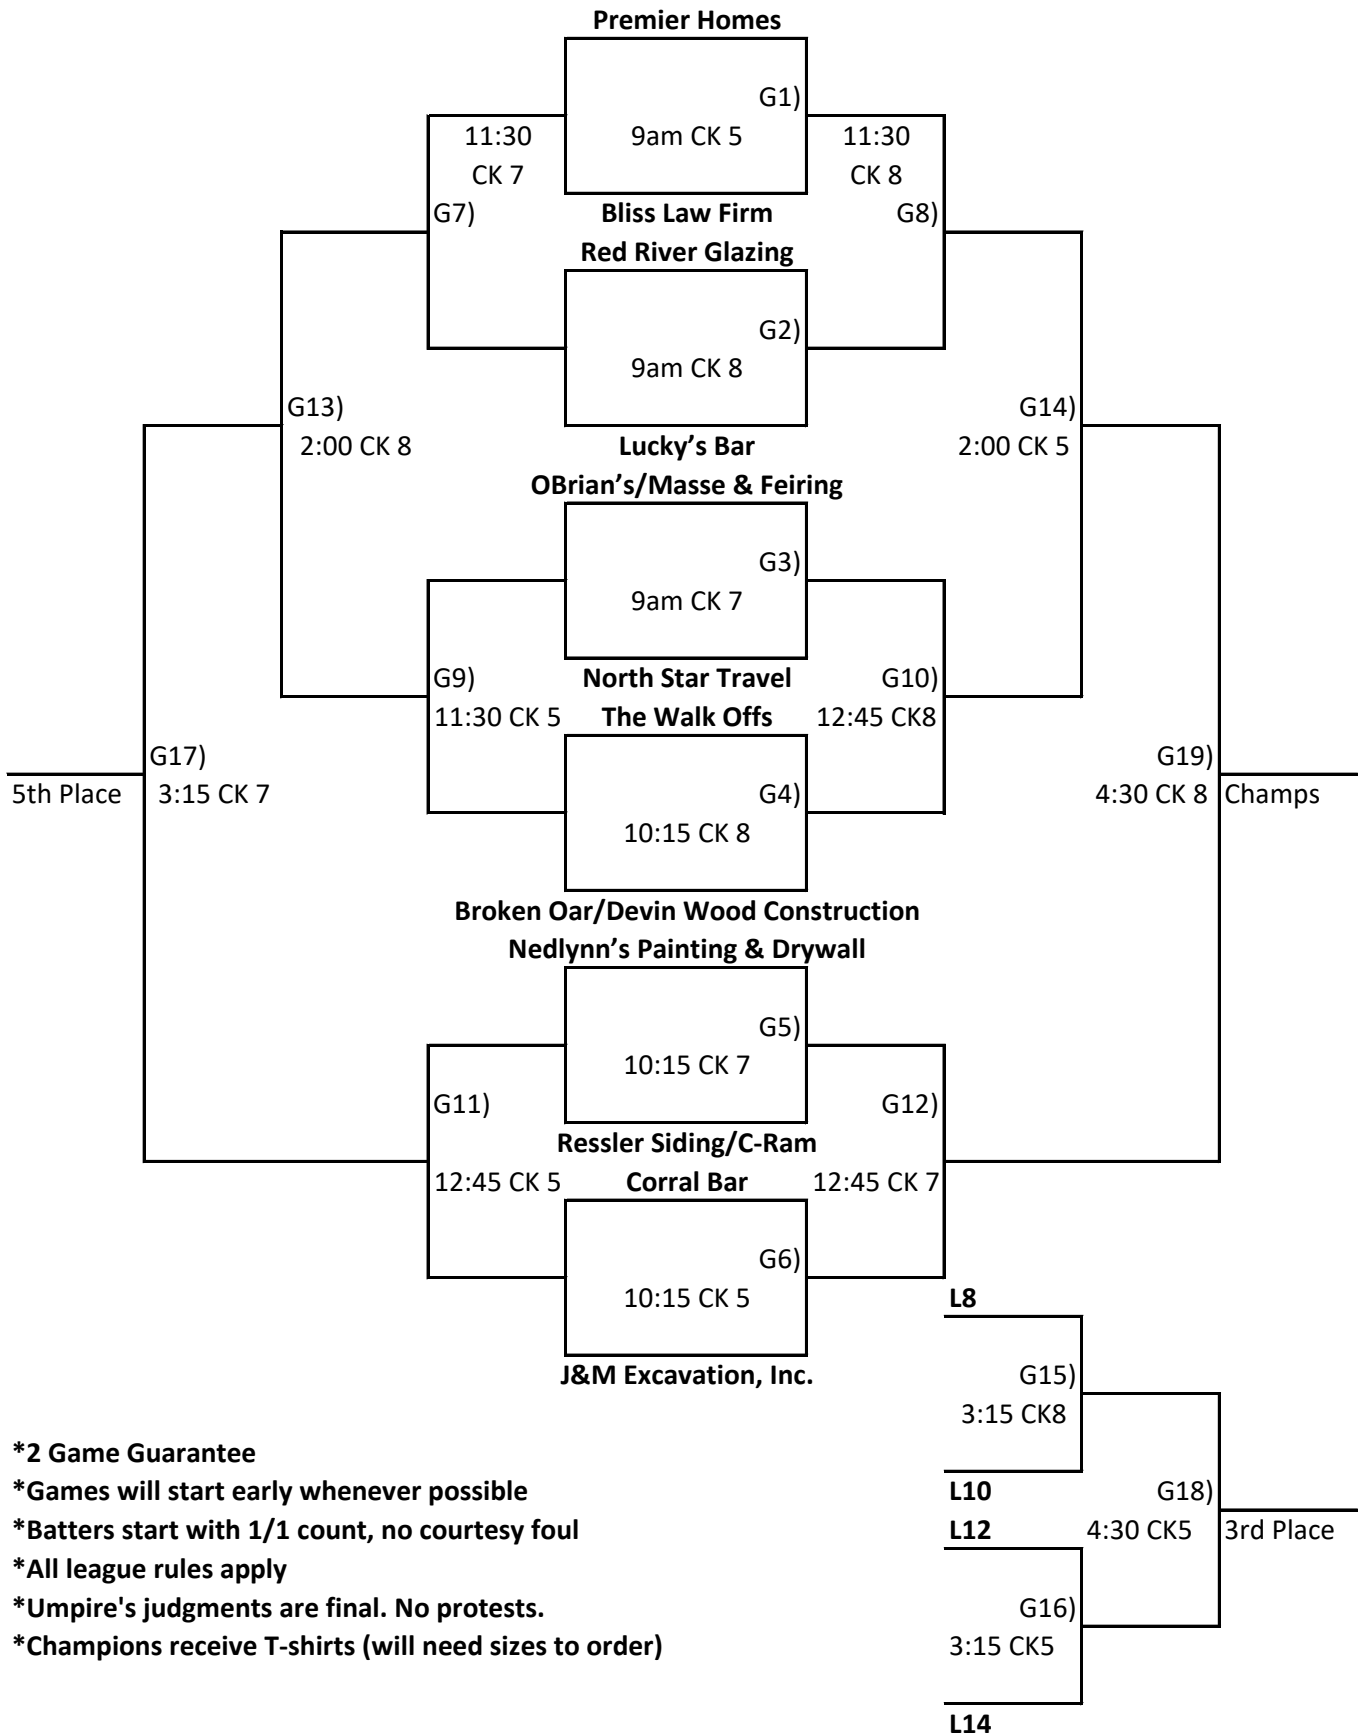 Premier Homes
G1)
11:30 9am CK 5 11:30
CK 7 CK 8
G7) Bliss Law Firm G8)
Red River Glazing
G2)
9am CK 8
G13) G14)
2:00 CK 8 Lucky’s Bar 2:00 CK 5
OBrian’s/Masse & Feiring
G3)
9am CK 7
G9) North Star Travel G10)
11:30 CK 5 The Walk Offs 12:45 CK8
G17) G19)
5th Place 3:15 CK 7 G4) 4:30 CK 8 Champs
10:15 CK 8
Broken Oar/Devin Wood Construction
Nedlynn’s Painting & Drywall
G5)
10:15 CK 7
G11) G12)
Ressler Siding/C-Ram
12:45 CK 5 Corral Bar 12:45 CK 7
G6)
10:15 CK 5 L8
J&M Excavation, Inc. G15)
3:15 CK8
*2 Game Guarantee
*Games will start early whenever possible L10 G18)
*Batters start with 1/1 count, no courtesy foul L12 4:30 CK5 3rd Place
*All league rules apply
*Umpire's judgments are final. No protests. G16)
*Champions receive T-shirts (will need sizes to order) 3:15 CK5
L14